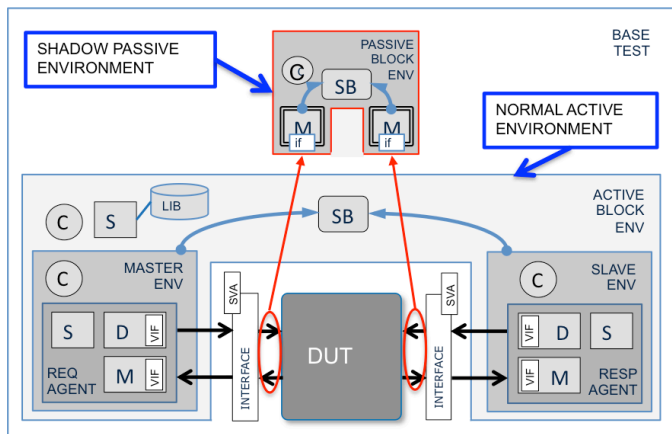 SHADOW PASSIVE
ENVIRONMENT
PASSIVE
BLOCK
ENV
BASE
TEST
C
SB
M
if
M
if
NORMAL ACTIVE
ENVIRONMENT
C
S
LIB
SB
ACTIVE
BLOCK
ENV
C
MASTER
ENV
SVA
SVA
C
SLAVE
ENV
S
D
VIF
INTERFACE
DUT
INTERFACE
VIF
D
S
REQ
AGENT
M
VIF
VIF
M
RESP
AGENT